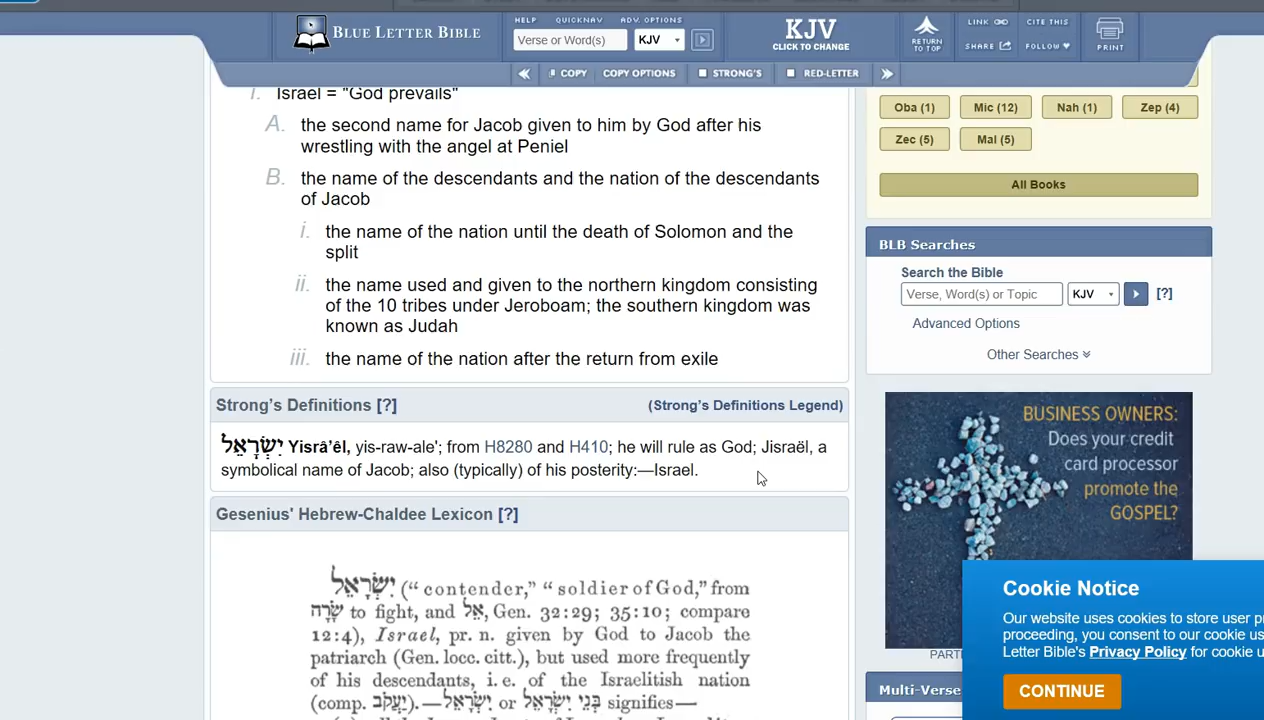 BLUE LETTER BIBLE
HELP QUICKNAV ADV. OPTIONS
Verse or Word(s) KJV
KJV
CLICK TO CHANGE
RETURN
TO TOP
LINK CITE THIS
SHARE FOLLOW
PRINT
COPY COPY OPTIONS STRONG'S RED-LETTER
Israel = "God prevails"
A. the second name for Jacob given to him by God after his
wrestling with the angel at Peniel
B. the name of the descendants and the nation of the descendants
of Jacob
i. the name of the nation until the death of Solomon and the
split
ii. the name used and given to the northern kingdom consisting
of the 10 tribes under Jeroboam; the southern kingdom was
known as Judah
iii. the name of the nation after the return from exile
Strong's Definitions [?] (Strong's Definitions Legend)
יִשְׂרָאֵל Yisrâʼêl, yis-raw-ale'; from H8280 and H410; he will rule as God; Jisraël, a
symbolical name of Jacob; also (typically) of his posterity:—Israel.
Gesenius' Hebrew-Chaldee Lexicon [?]
יִשְׂרָאֵל ("contender," "soldier of God," from
שָׂרָה to fight, and אֵל, Gen. 32:29; 35:10; compare
12:4), Israel, pr. n. given by God to Jacob the
patriarch (Gen. locc. citt.), but used more frequently
of his descendants, i. e. of the Israelitish nation
(comp. יַעֲקֹב).—יִשְׂרָאֵל or בְּנֵי יִשְׂרָאֵל signifies—
Oba (1) Mic (12) Nah (1) Zep (4)
Zec (5) Mal (5)
All Books
BLB Searches
Search the Bible
Verse, Word(s) or Topic KJV [?]
Advanced Options
Other Searches
BUSINESS OWNERS:
Does your credit
card processor
promote the
GOSPEL?
PART
Multi-Verse
Cookie Notice
Our website uses cookies to store user pr
proceeding, you consent to our cookie us
Letter Bible's Privacy Policy for cookie u
CONTINUE